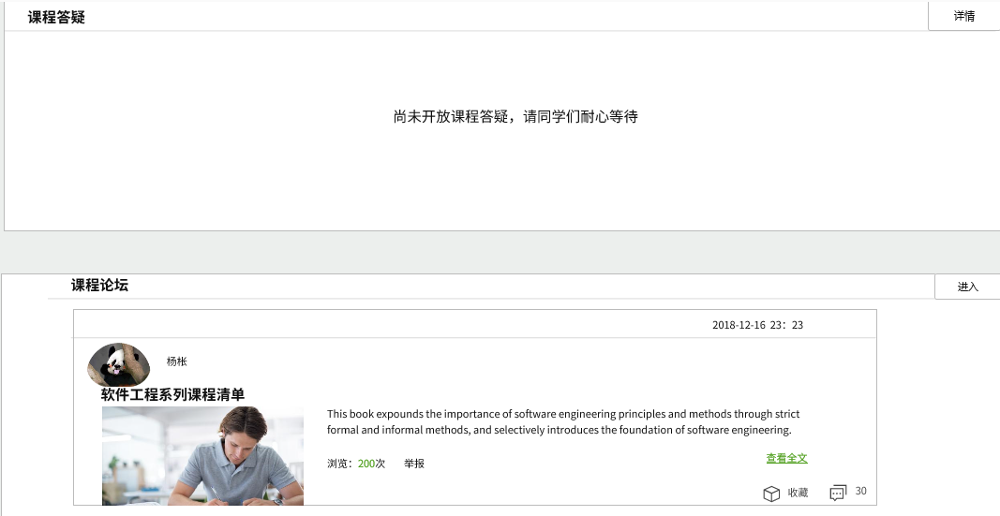 课程答疑
详情
尚未开放课程答疑，请同学们耐心等待
课程论坛
进入
2018-12-16 23：23
杨枨
软件工程系列课程清单
This book expounds the importance of software engineering principles and methods through strict
formal and informal methods, and selectively introduces the foundation of software engineering.
浏览：200次 举报
查看全文
收藏 30